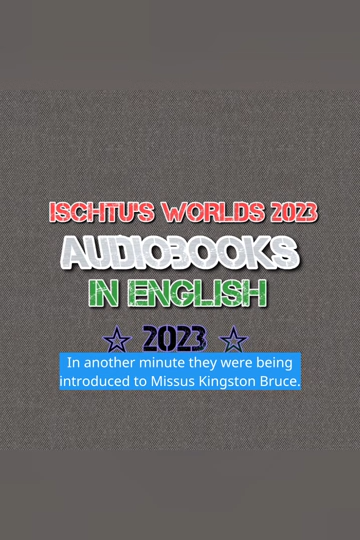 ISCHTU'S WORLDS 2023
AUDIOBOOKS
IN ENGLISH
☆ 2023 ☆
In another minute they were being
introduced to Missus Kingston Bruce.